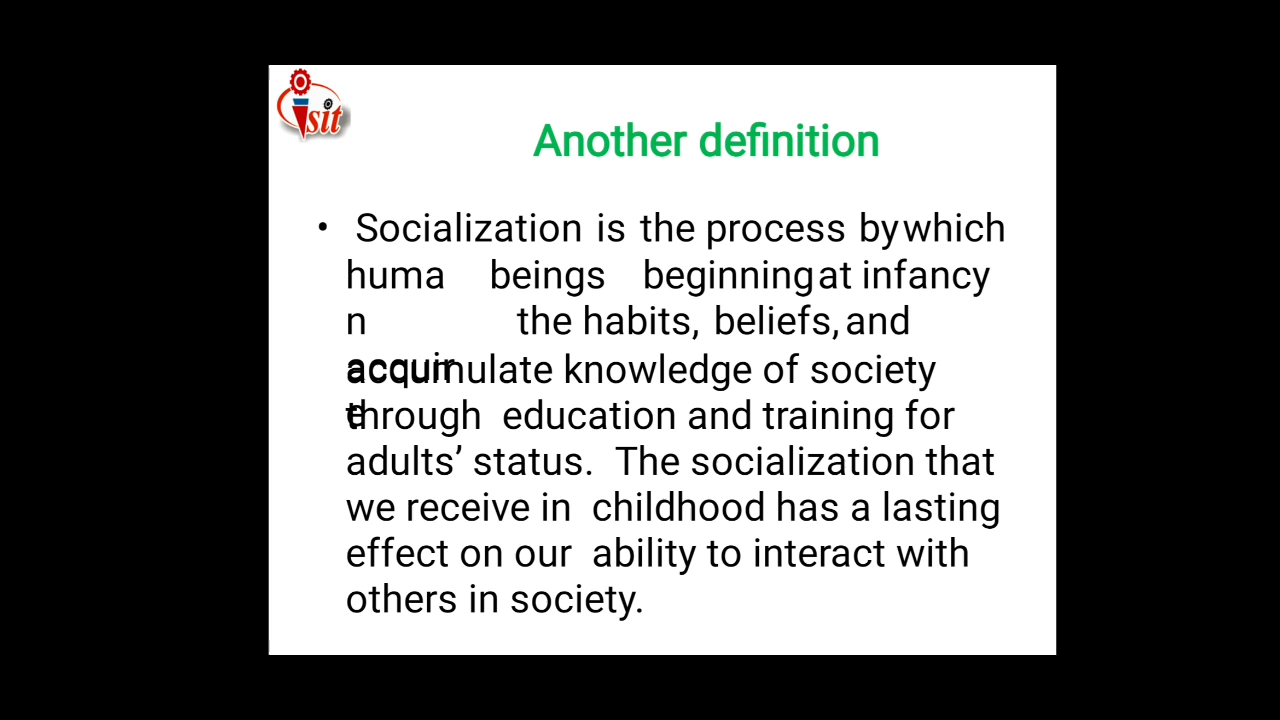 isit
Another definition
• Socialization is the process by which
huma beings beginning at infancy
n the habits, beliefs, and
acquir
accumulate knowledge of society
e
through education and training for
adults’ status. The socialization that
we receive in childhood has a lasting
effect on our ability to interact with
others in society.